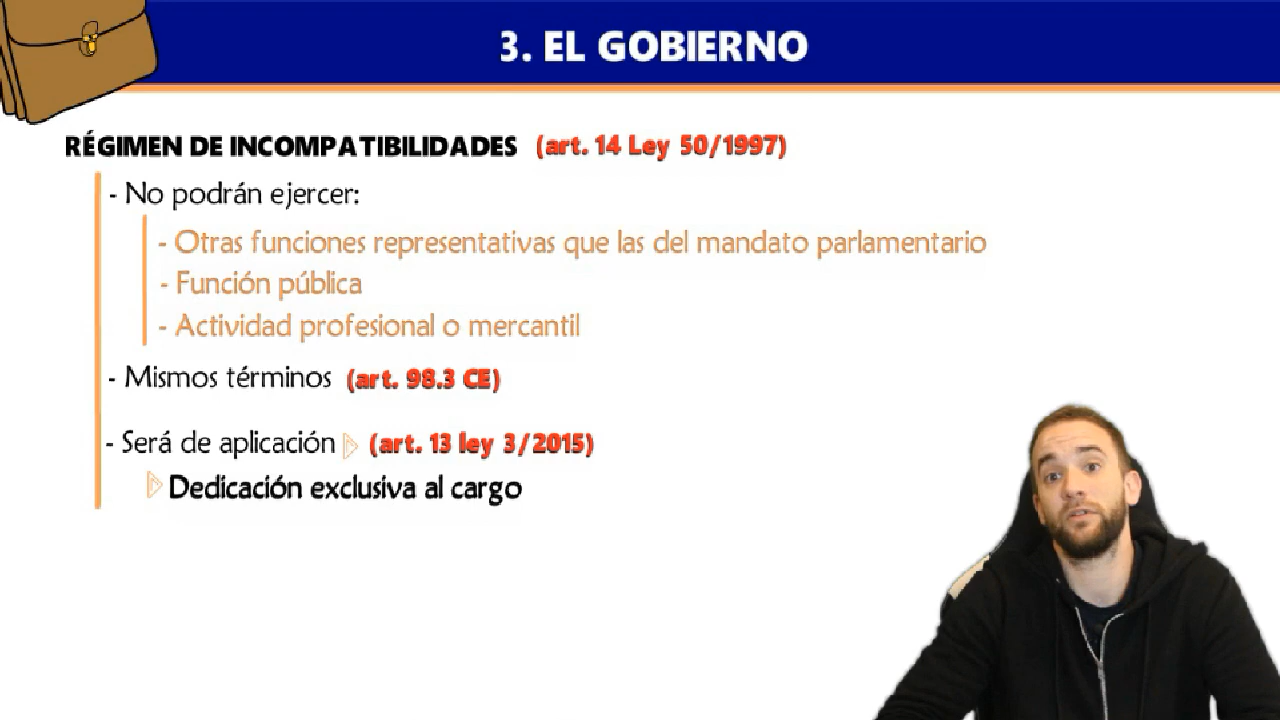 3. EL GOBIERNO
RÉGIMEN DE INCOMPATIBILIDADES (art. 14 Ley 50/1997)
- No podrán ejercer:
- Otras funciones representativas que las del mandato parlamentario
- Función pública
- Actividad profesional o mercantil
- Mismos términos (art. 98.3 CE)
- Será de aplicación (art. 13 ley 3/2015)
Dedicación exclusiva al cargo